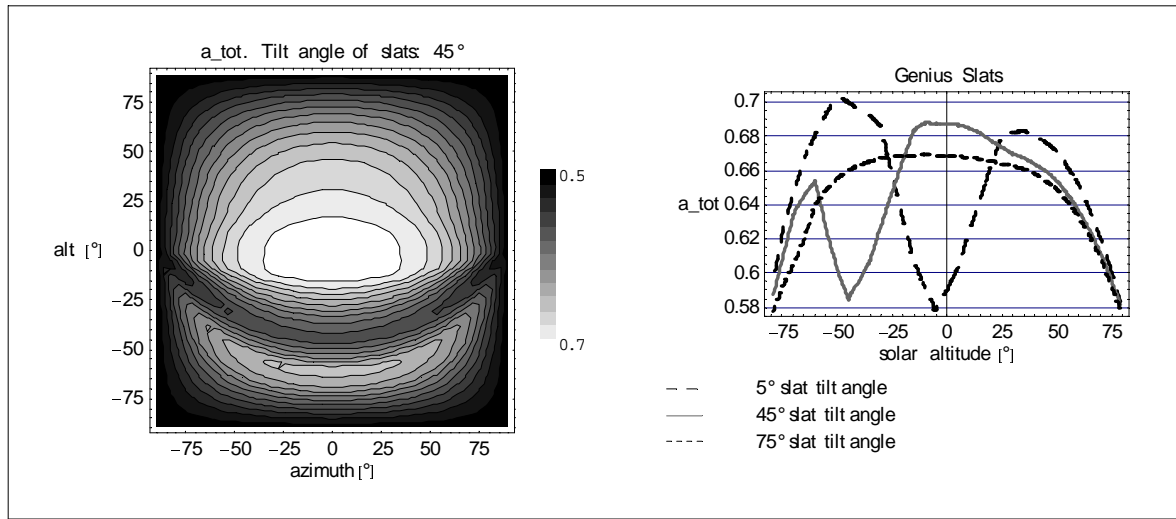 a_tot. Tilt angle of slats: 45°
75
50
25
0
−25
−50
−75
alt [°]
−75 −50 −25 0 25 50 75
azimuth [°]
0.5
0.7
Genius Slats
0.7
0.68
0.66
a_tot 0.64
0.62
0.6
0.58
−75 −50 −25 0 25 50 75
solar altitude [°]
5° slat tilt angle
45° slat tilt angle
75° slat tilt angle